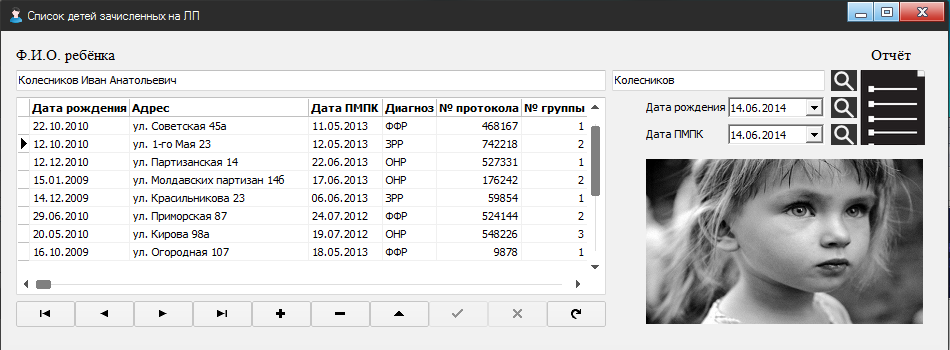 Список детей зачисленных на ЛП
Ф.И.О. ребёнка
Отчёт
Колесников Иван Анатольевич
Колесников
Дата рождения 14.06.2014
Дата ПМПК 14.06.2014
Дата рождения Адрес Дата ПМПК Диагноз № протокола № группы
22.10.2010 ул. Советская 45а 11.05.2013 ФФР 468167 1
12.10.2010 ул. 1-го Мая 23 12.05.2013 ЗРР 742218 2
12.12.2010 ул. Партизанская 14 22.06.2013 ОНР 527331 1
15.01.2009 ул. Молдавских партизан 14б 17.06.2013 ОНР 176242 2
14.12.2009 ул. Красильникова 23 06.06.2013 ЗРР 59854 1
29.06.2010 ул. Приморская 87 24.07.2012 ФФР 524144 2
20.05.2010 ул. Кирова 98а 19.07.2012 ОНР 548226 3
16.10.2009 ул. Огородная 107 18.05.2013 ФФР 9878 1